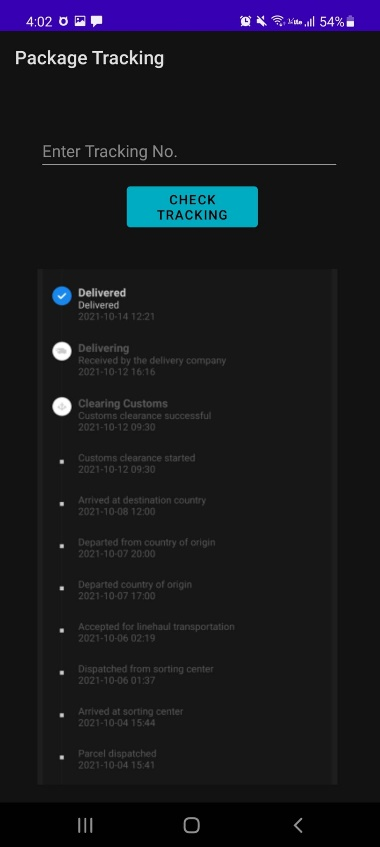 4:02
54%
Package Tracking
Enter Tracking No.
CHECK
TRACKING
Delivered
Delivered
2021-10-14 12:21
Delivering
Received by the delivery company
2021-10-12 16:16
Clearing Customs
Customs clearance successful
2021-10-12 09:30
Customs clearance started
2021-10-12 09:30
Arrived at destination country
2021-10-08 12:00
Departed from country of origin
2021-10-07 20:00
Departed country of origin
2021-10-07 17:00
Accepted for linehaul transportation
2021-10-06 02:19
Dispatched from sorting center
2021-10-06 01:37
Arrived at sorting center
2021-10-04 15:44
Parcel dispatched
2021-10-04 15:41